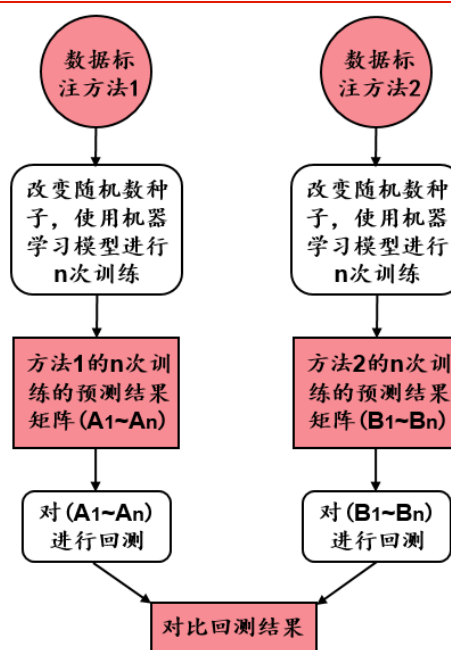 数据标
注方法1
改变随机数种
子，使用机器
学习模型进行
n次训练
方法1的n次训
练的预测结果
矩阵(A1~An)
对(A1~An)
进行回测
数据标
注方法2
改变随机数种
子，使用机器
学习模型进行
n次训练
方法2的n次训
练的预测结果
矩阵(B1~Bn)
对(B1~Bn)
进行回测
对比回测结果